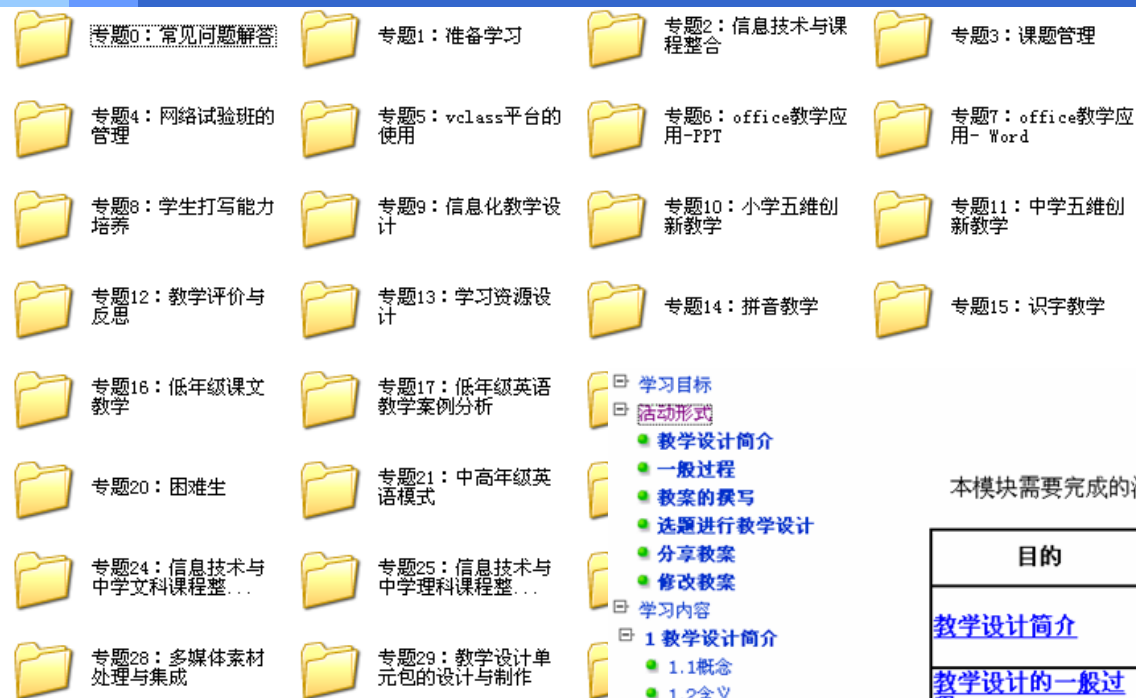 专题0：常见问题解答
专题1：准备学习
专题2：信息技术与课
程整合
专题3：课题管理
专题4：网络试验班的
管理
专题5：vclass平台的
使用
专题6：office教学应
用-PPT
专题7：office教学应
用- Word
专题8：学生打写能力
培养
专题9：信息化教学设
计
专题10：小学五维创
新教学
专题11：中学五维创
新教学
专题12：教学评价与
反思
专题13：学习资源设
计
专题14：拼音教学
专题15：识字教学
专题16：低年级课文
教学
专题17：低年级英语
教学案例分析
专题20：困难生
专题21：中高年级英
语模式
专题24：信息技术与
中学文科课程整...
专题25：信息技术与
中学理科课程整...
专题28：多媒体素材
处理与集成
专题29：教学设计单
元包的设计与制作
学习目标
活动形式
教学设计简介
一般过程
教案的撰写
选题进行教学设计
分享教案
修改教案
学习内容
1 教学设计简介
1.1概念
1.2含义
本模块需要完成的
目的
教学设计简介
教学设计的一般过